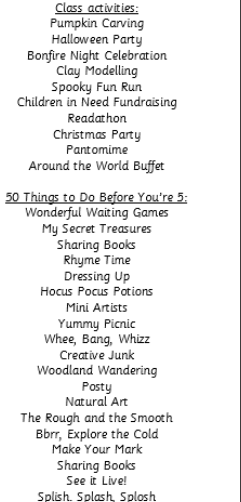 Class activities:
Pumpkin Carving
Halloween Party
Bonfire Night Celebration
Clay Modelling
Spooky Fun Run
Children in Need Fundraising
Readathon
Christmas Party
Pantomime
Around the World Buffet
50 Things to Do Before You're 5:
Wonderful Waiting Games
My Secret Treasures
Sharing Books
Rhyme Time
Dressing Up
Hocus Pocus Potions
Mini Artists
Yummy Picnic
Whee, Bang, Whizz
Creative Junk
Woodland Wandering
Posty
Natural Art
The Rough and the Smooth
Bbrr, Explore the Cold
Make Your Mark
Sharing Books
See it Live!
Splish, Splash, Splosh